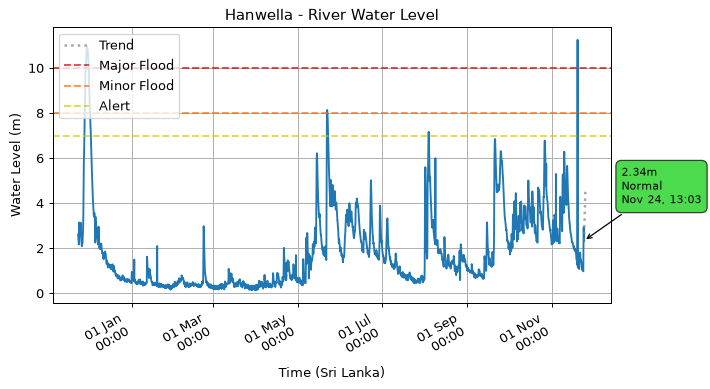 Hanwella - River Water Level
Trend
Major Flood
Minor Flood
Alert
Water Level (m)
10
8
6
4
2
0
2.34m
Normal
Nov 24, 13:03
01 Jan
00:00
01 Mar
00:00
01 May
00:00
01 Jul
00:00
01 Sep
00:00
01 Nov
00:00
Time (Sri Lanka)